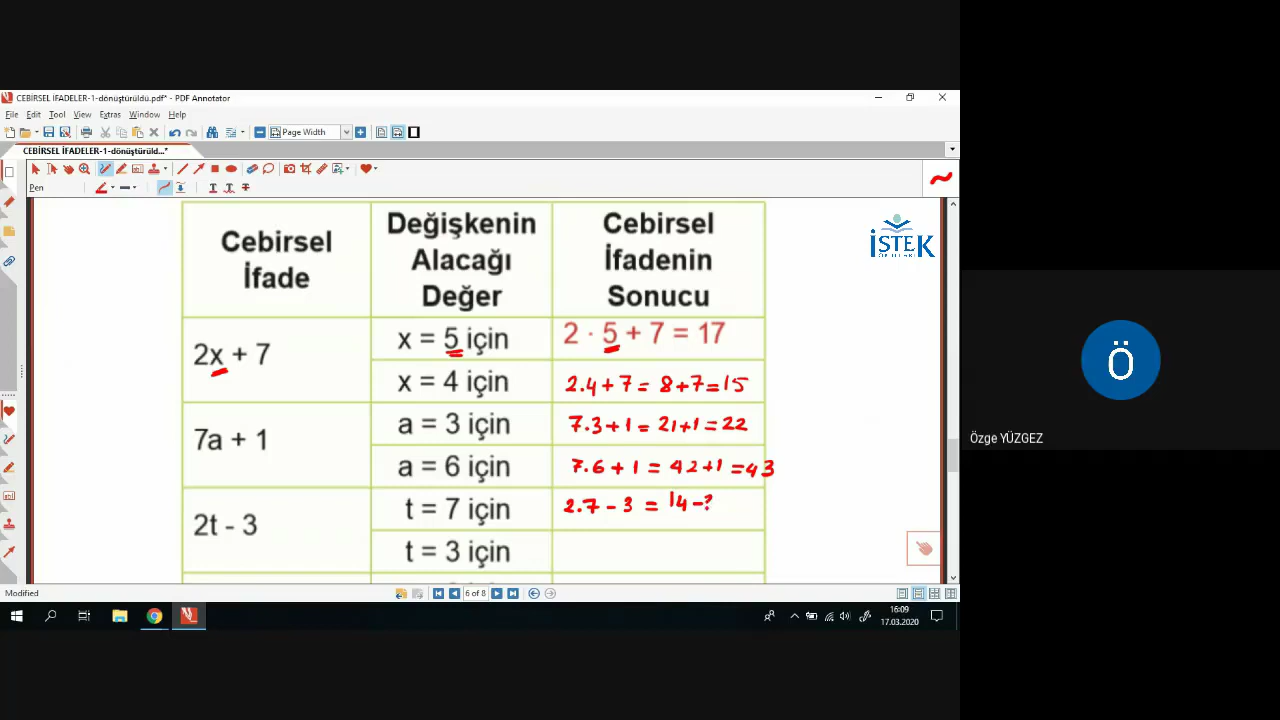 CEBİRSEL İFADELER-1-dönüştürüldü.pdf* - PDF Annotator
File Edit Tool View Extras Window Help
Page Width
CEBİRSEL İFADELER-1-dönüştürüld...*
Pen
Cebirsel İfade
Değişkenin Alacağı Değer
Cebirsel İfadenin Sonucu
İSTEK
2x + 7
x = 5 için
2 · 5 + 7 = 17
x = 4 için
2.4+7 = 8+7=15
7a + 1
a = 3 için
7.3+1 = 21+1=22
a = 6 için
7.6+1 = 42+1=43
2t - 3
t = 7 için
2.7-3 = 14-
t = 3 için
Ö
Özge YÜZGEZ
Modified
6 of 8
16:09
17.03.2020